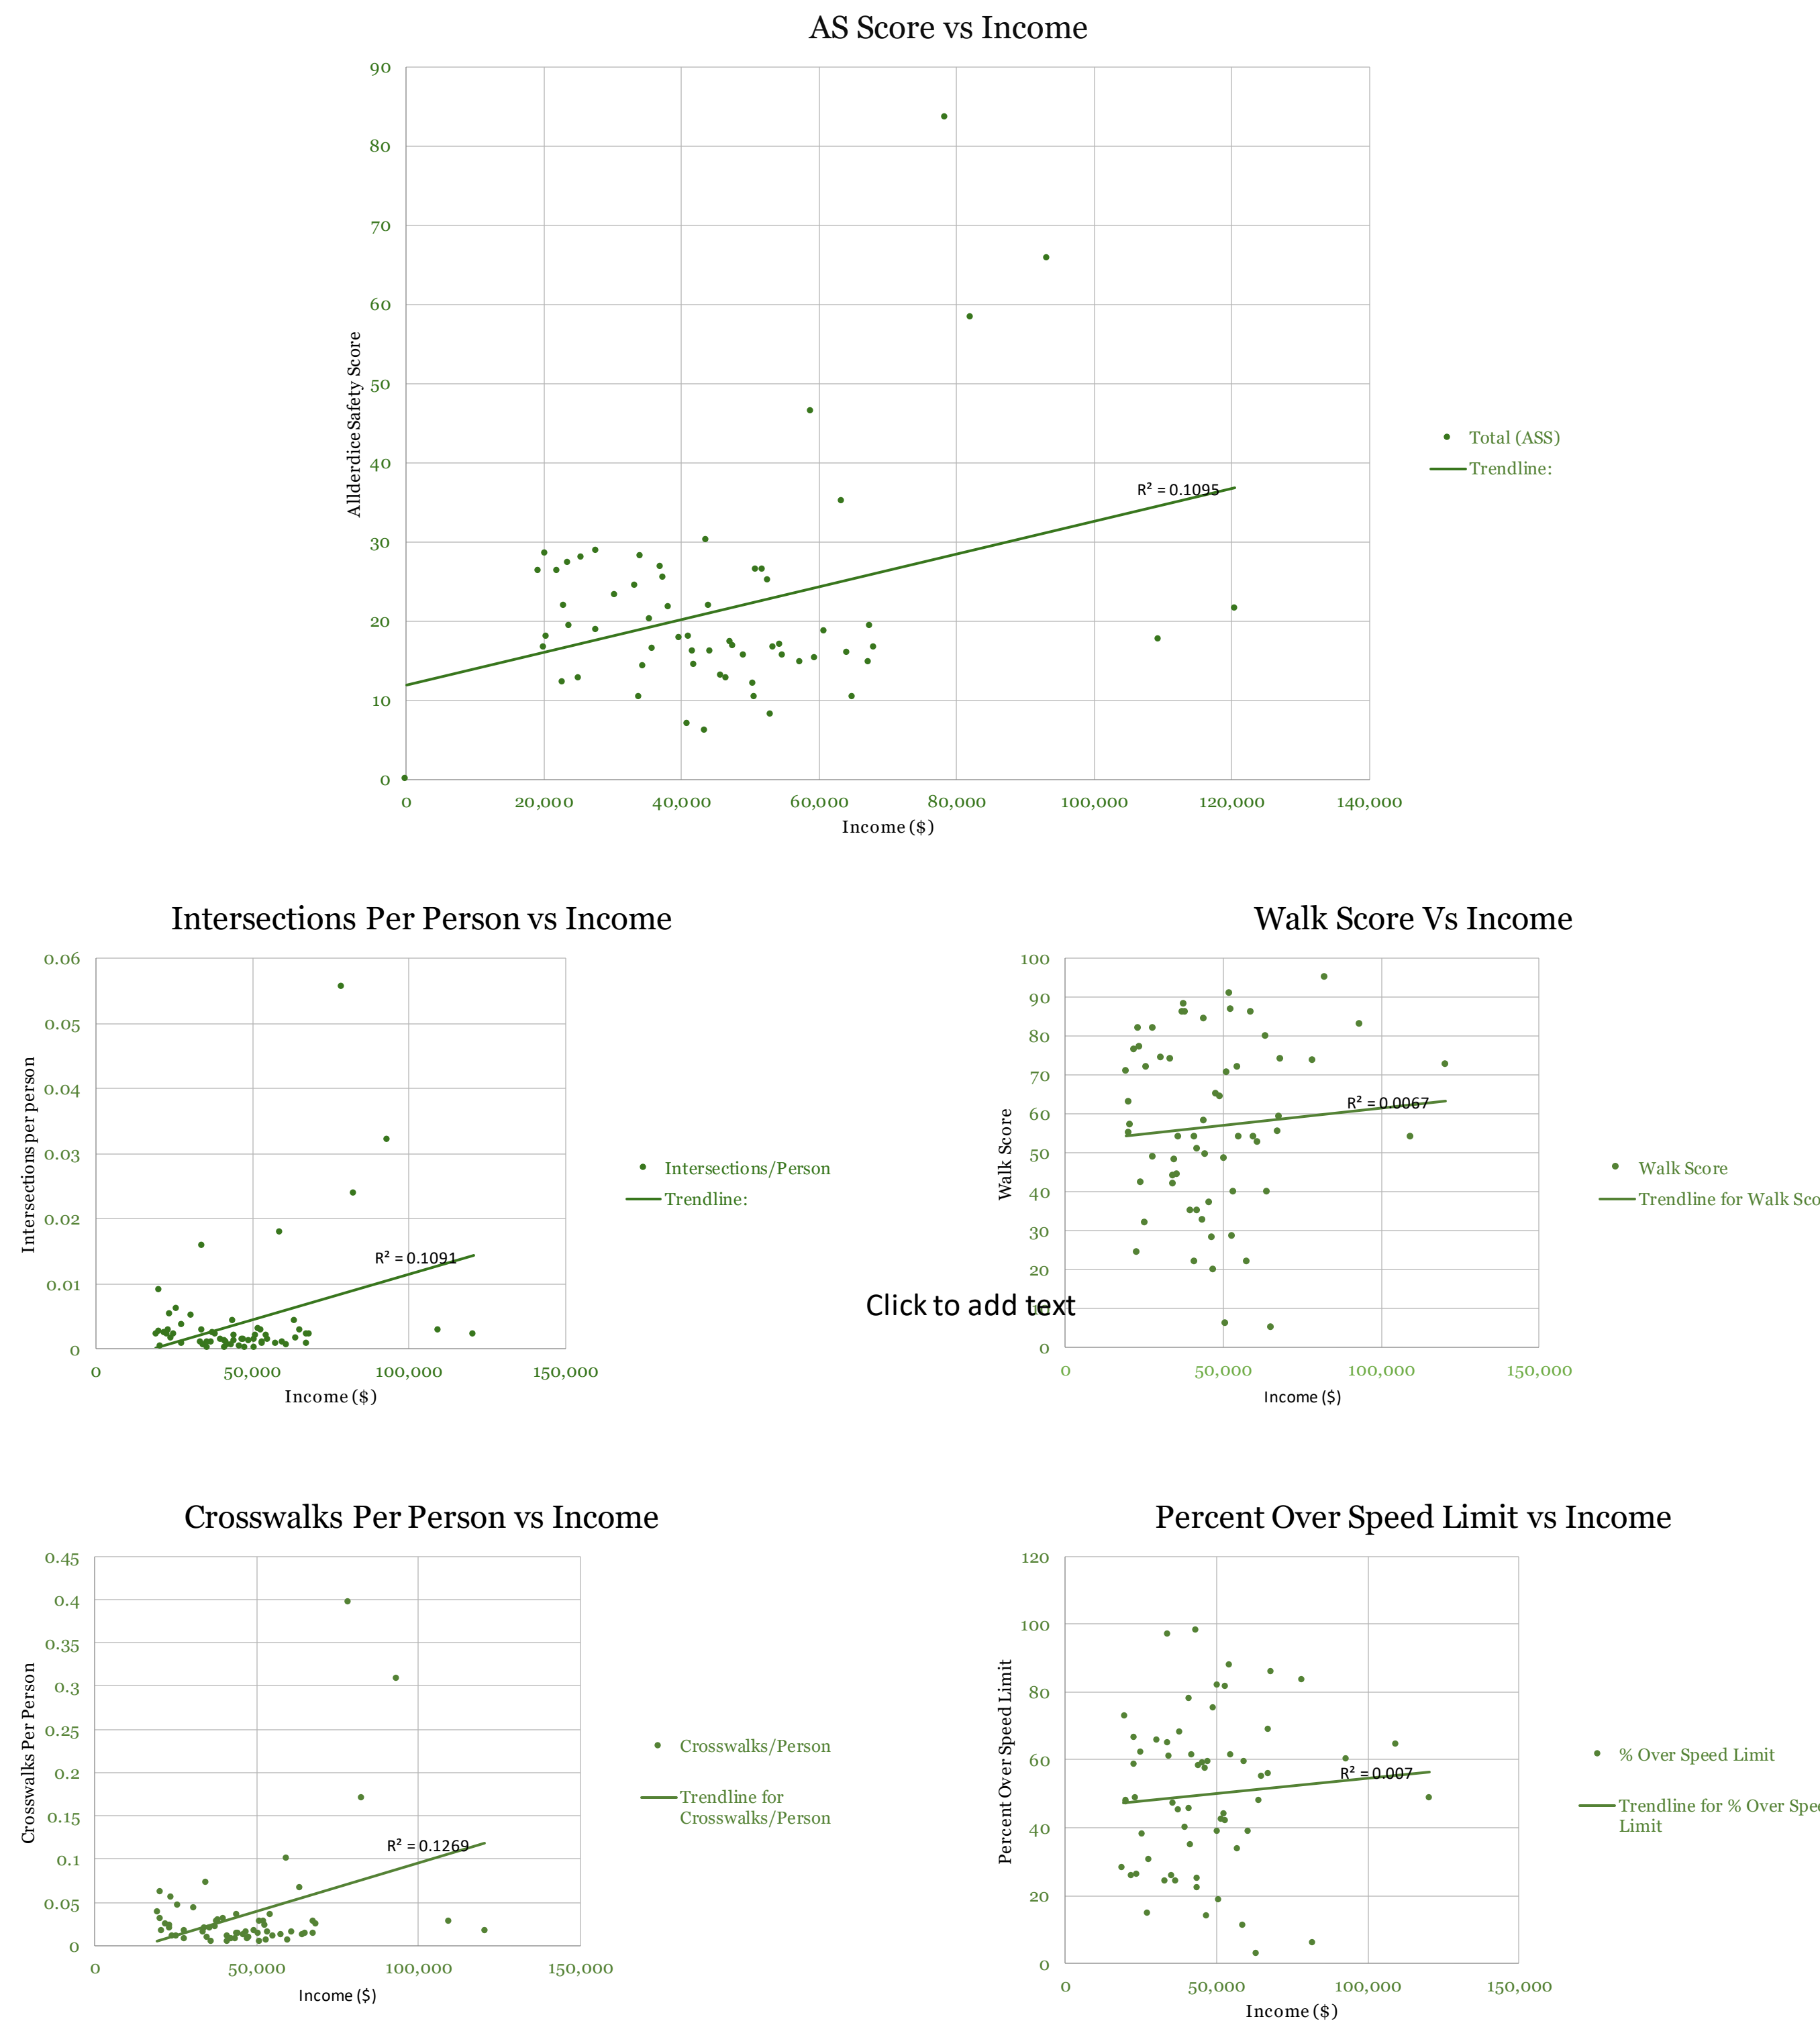 AS Score vs Income
90
80
70
60
50
40
30
20
10
0
Allderdice Safety Score
R² = 0.1095
Total (ASS)
Trendline:
0 20,000 40,000 60,000 80,000 100,000 120,000 140,000
Income ($)
Intersections Per Person vs Income
0.06
0.05
0.04
0.03
0.02
0.01
0
Intersections per person
R² = 0.1091
Intersections/Person
Trendline:
0 50,000 100,000 150,000
Income ($)
Walk Score Vs Income
100
90
80
70
60
50
40
30
20
10
0
Walk Score
R² = 0.0067
Walk Score
Trendline for Walk Sco
0 50,000 100,000 150,000
Income ($)
Click to add text
Crosswalks Per Person vs Income
0.45
0.4
0.35
0.3
0.25
0.2
0.15
0.1
0.05
0
Crosswalks Per Person
R² = 0.1269
Crosswalks/Person
Trendline for
Crosswalks/Person
0 50,000 100,000 150,000
Income ($)
Percent Over Speed Limit vs Income
120
100
80
60
40
20
0
Percent Over Speed Limit
R² = 0.007
% Over Speed Limit
Trendline for % Over Spee
Limit
0 50,000 100,000 150,000
Income ($)